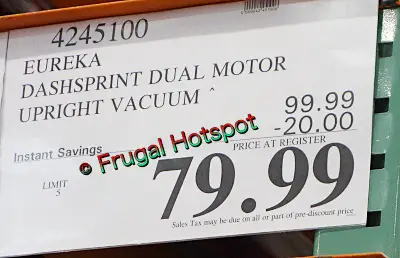 4245100
EUREKA
DASHSPRINT DUAL MOTOR
UPRIGHT VACUUM ^
99.99
Instant Savings -20.00
© Frugal Hotspot
PRICE AT REGISTER
LIMIT
5
79.99
Sales Tax may be due on all or part of pre-discount price